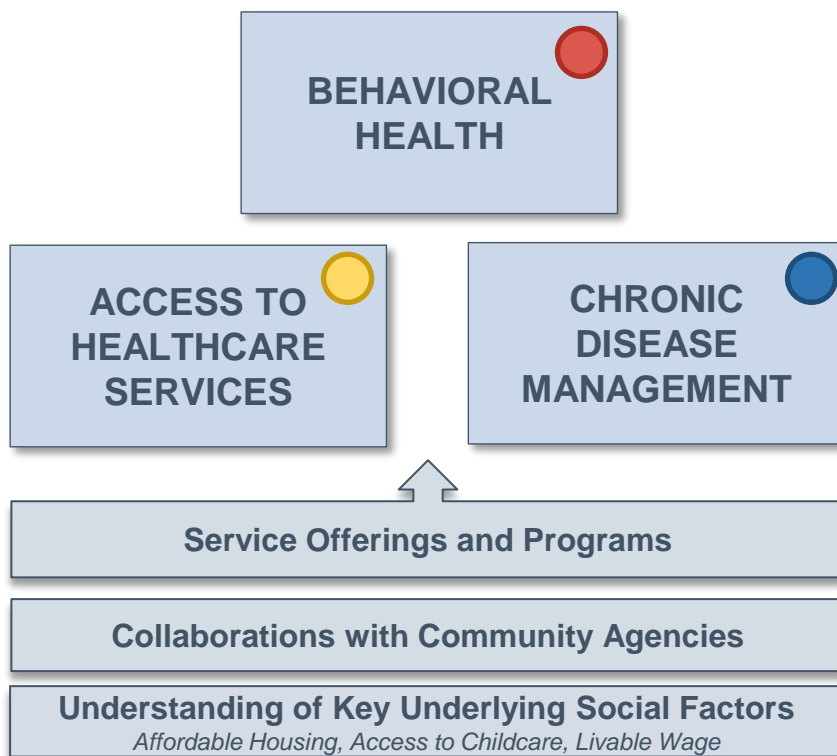 BEHAVIORAL
HEALTH
ACCESS TO
HEALTHCARE
SERVICES
CHRONIC
DISEASE
MANAGEMENT
Service Offerings and Programs
Collaborations with Community Agencies
Understanding of Key Underlying Social Factors
Affordable Housing, Access to Childcare, Livable Wage